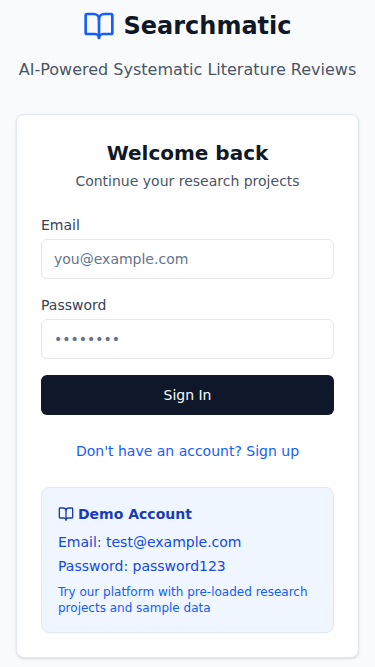 Searchmatic
AI-Powered Systematic Literature Reviews
Welcome back
Continue your research projects
Email
you@example.com
Password
••••••••
Sign In
Don't have an account? Sign up
Demo Account
Email: test@example.com
Password: password123
Try our platform with pre-loaded research
projects and sample data